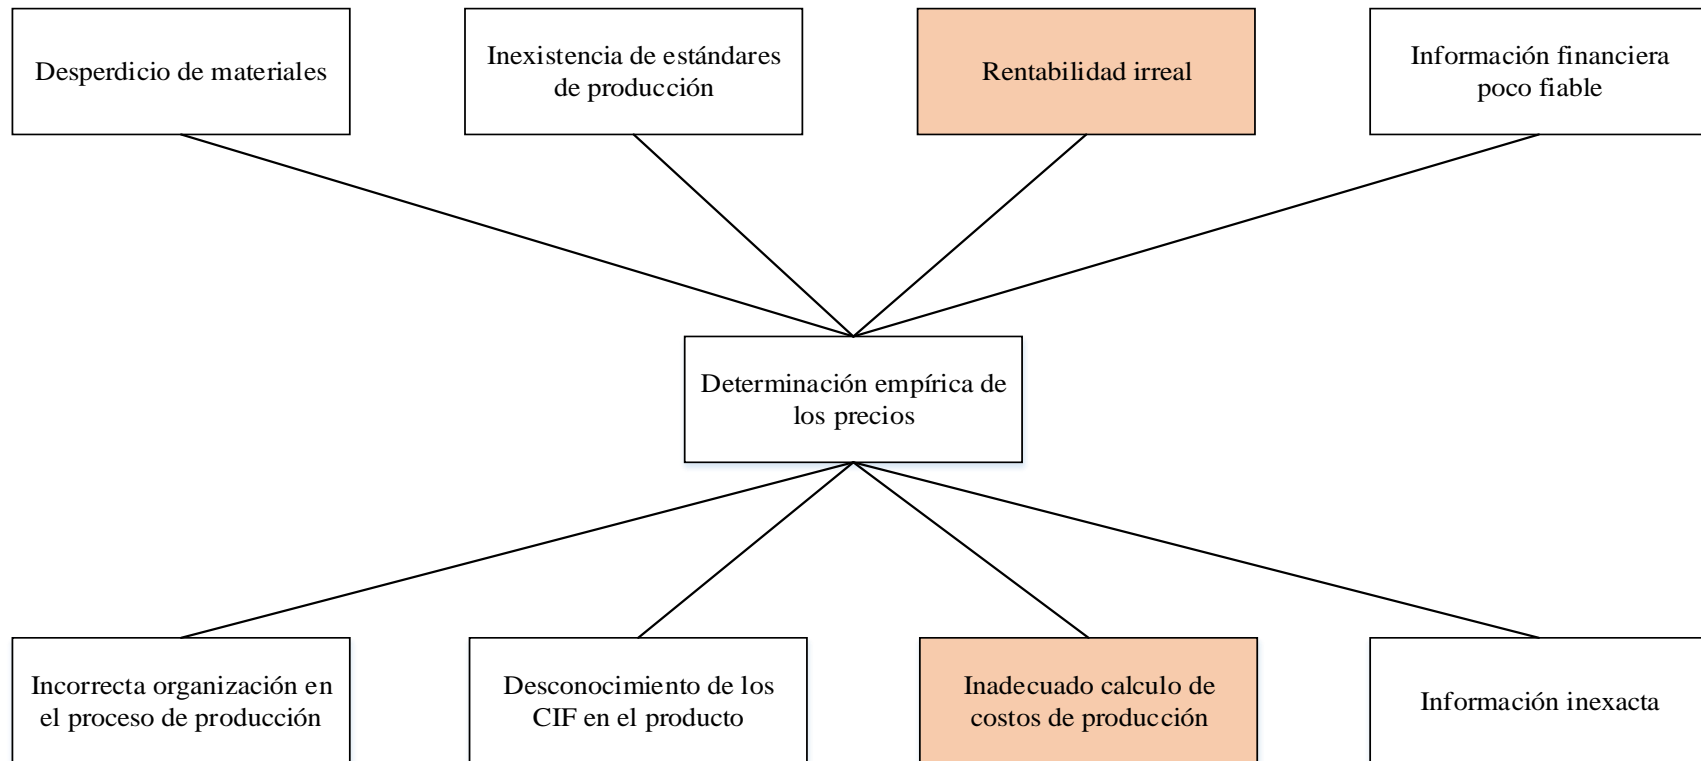 Desperdicio de materiales
Inexistencia de estándares
de producción
Rentabilidad irreal
Información financiera
poco fiable
Determinación empírica de
los precios
Incorrecta organización en
el proceso de producción
Desconocimiento de los
CIF en el producto
Inadecuado calculo de
costos de producción
Información inexacta